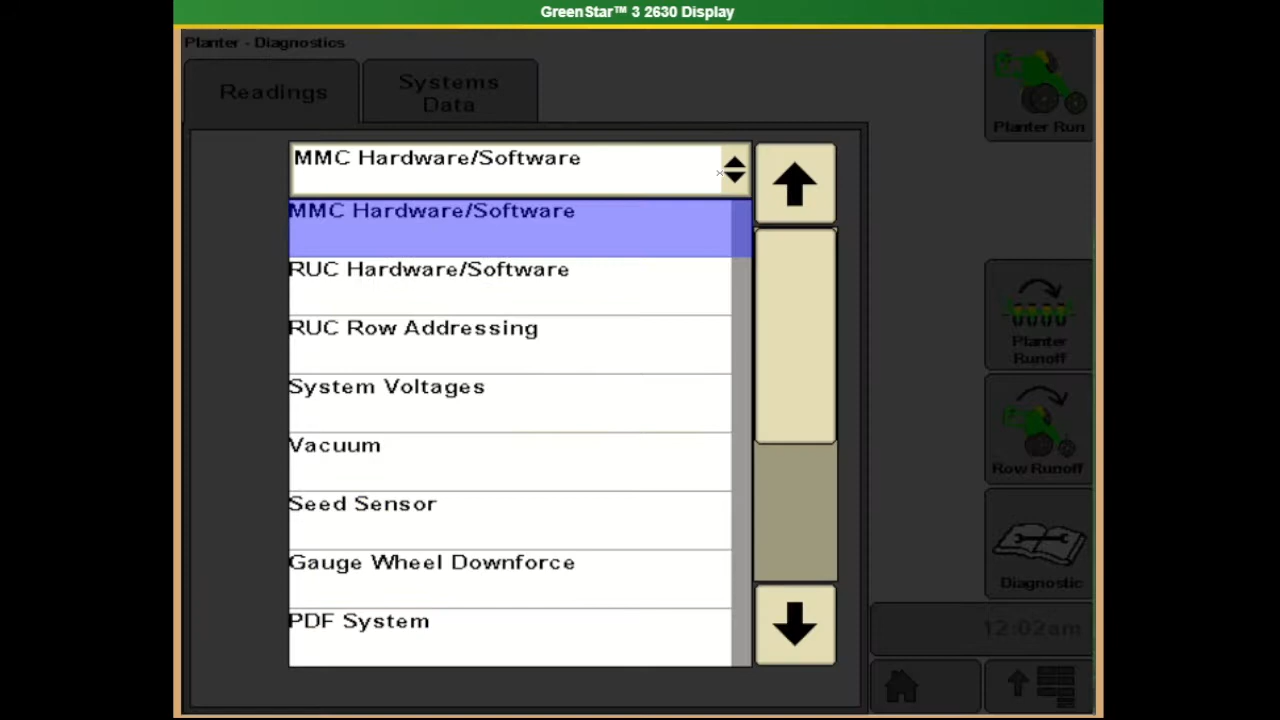 GreenStar™ 3 2630 Display
Planter - Diagnostics
Readings
Systems
Data
Planter Run
MMC Hardware/Software
MMC Hardware/Software
RUC Hardware/Software
RUC Row Addressing
System Voltages
Vacuum
Seed Sensor
Gauge Wheel Downforce
PDF System
Planter
Runoff
Row Runoff
Diagnostic
12:02am